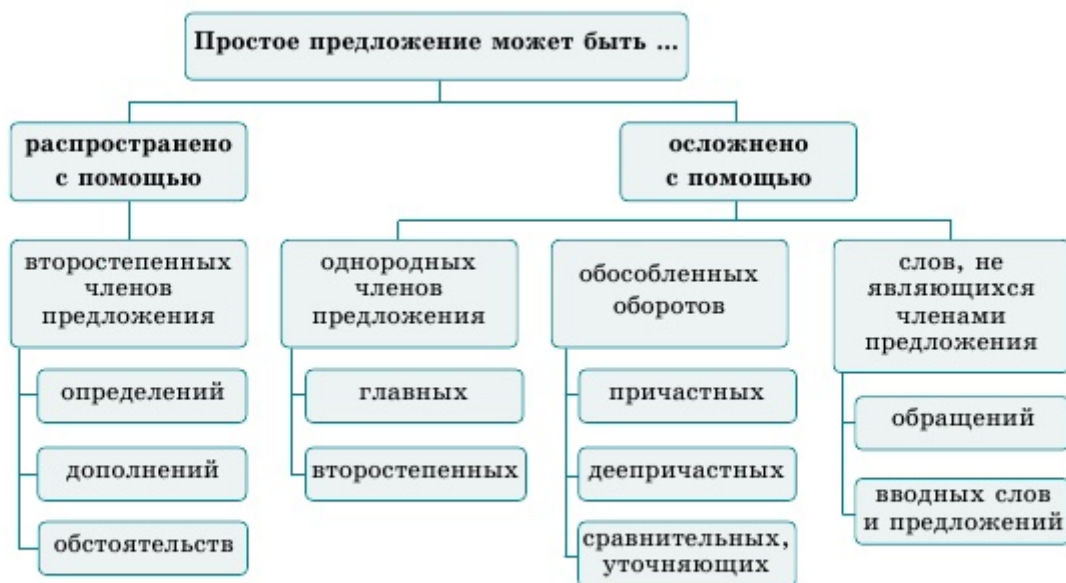 Простое предложение может быть ...
распространено
с помощью
осложнено
с помощью
второстепенных
членов
предложения
определений
дополнений
обстоятельств
однородных
членов
предложения
главных
второстепенных
обособленных
оборотов
причастных
деепричастных
сравнительных,
уточняющих
слов, не
являющихся
членами
предложения
обращений
вводных слов
и предложений